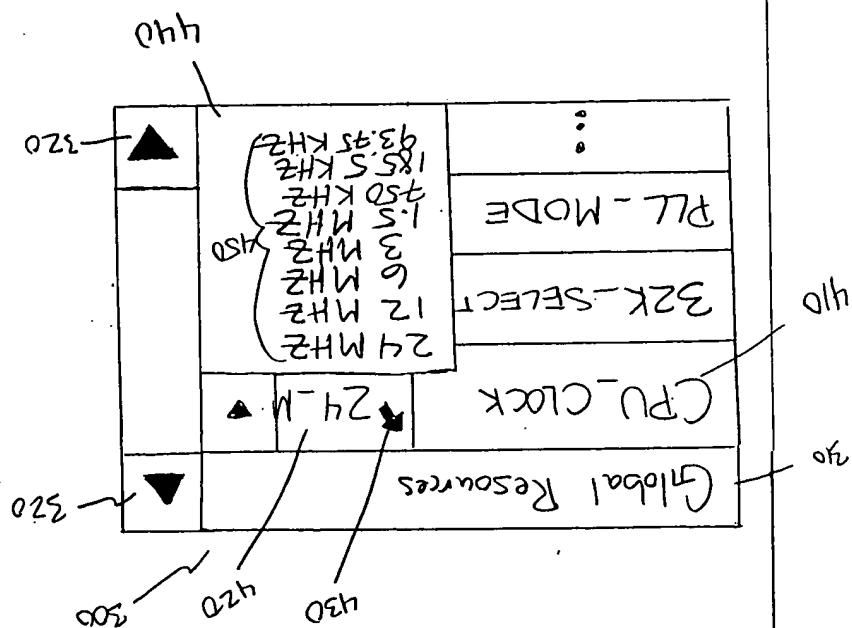 430
420
300
310
Global Resources
320
CPU_CLOCK
24_M
410
32K_SELECT
PLL_MODE
24 MHZ
12 MHZ
6 MHZ
3 MHZ
1.5 MHZ
750 KHZ
185.5 KHZ
93.75 KHZ
450
320
440